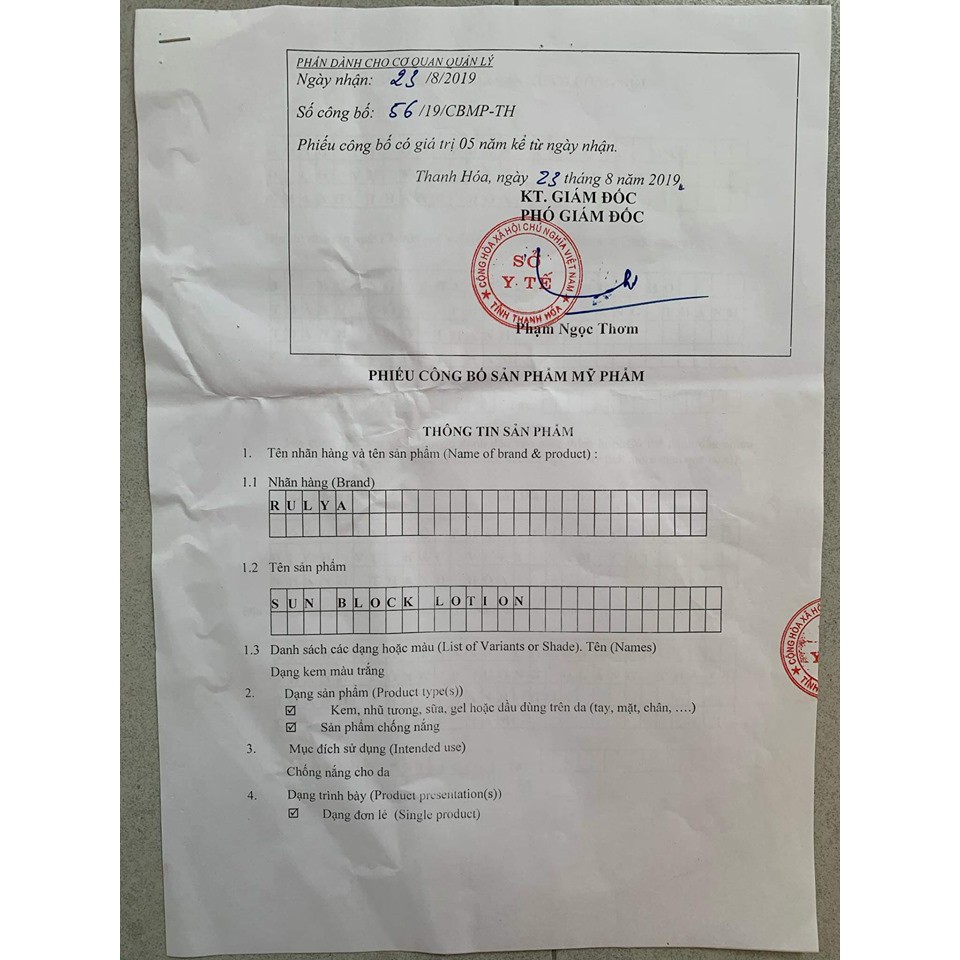 PHẦN DÀNH CHO CƠ QUAN QUẢN LÝ
Ngày nhận: 23 /8/2019
Số công bố: 56 /19/CBMP-TH
Phiếu công bố có giá trị 05 năm kể từ ngày nhận.
Thanh Hóa, ngày 23 tháng 8 năm 2019
KT. GIÁM ĐỐC
PHÓ GIÁM ĐỐC
CỘNG HÒA XÃ HỘI CHỦ NGHĨA VIỆT NAM
SỞ
Y TẾ
TỈNH THANH HÓA
Phạm Ngọc Thơm
PHIẾU CÔNG BỐ SẢN PHẨM MỸ PHẨM
THÔNG TIN SẢN PHẨM
1. Tên nhãn hàng và tên sản phẩm (Name of brand & product) :
1.1 Nhãn hàng (Brand)
RULYA
1.2 Tên sản phẩm
SUN BLOCK LOTION
1.3 Danh sách các dạng hoặc màu (List of Variants or Shade). Tên (Names)
Dạng kem màu trắng
2. Dạng sản phẩm (Product type(s))
☑ Kem, nhũ tương, sữa, gel hoặc dầu dùng trên da (tay, mặt, chân, ….)
☑ Sản phẩm chống nắng
3. Mục đích sử dụng (Intended use)
Chống nắng cho da
4. Dạng trình bày (Product presentation(s))
☑ Dạng đơn lẻ (Single product)